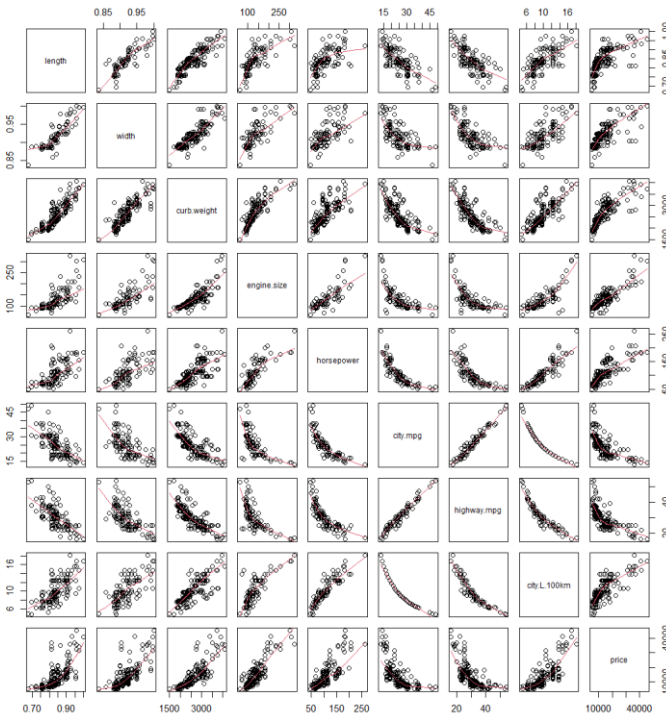 0.85 0.95 100 250 15 30 45 6 10 16
length 0.70 0.85 1.00
0.85 0.95 width
curb.weight 1500 3000
100 250 engine.size
horsepower 50 150 250
15 30 45 city.mpg
highway.mpg 20 40
6 10 16 city.L.100km
price 10000 40000
0.70 0.90 1500 3000 50 150 250 20 40 10000 40000